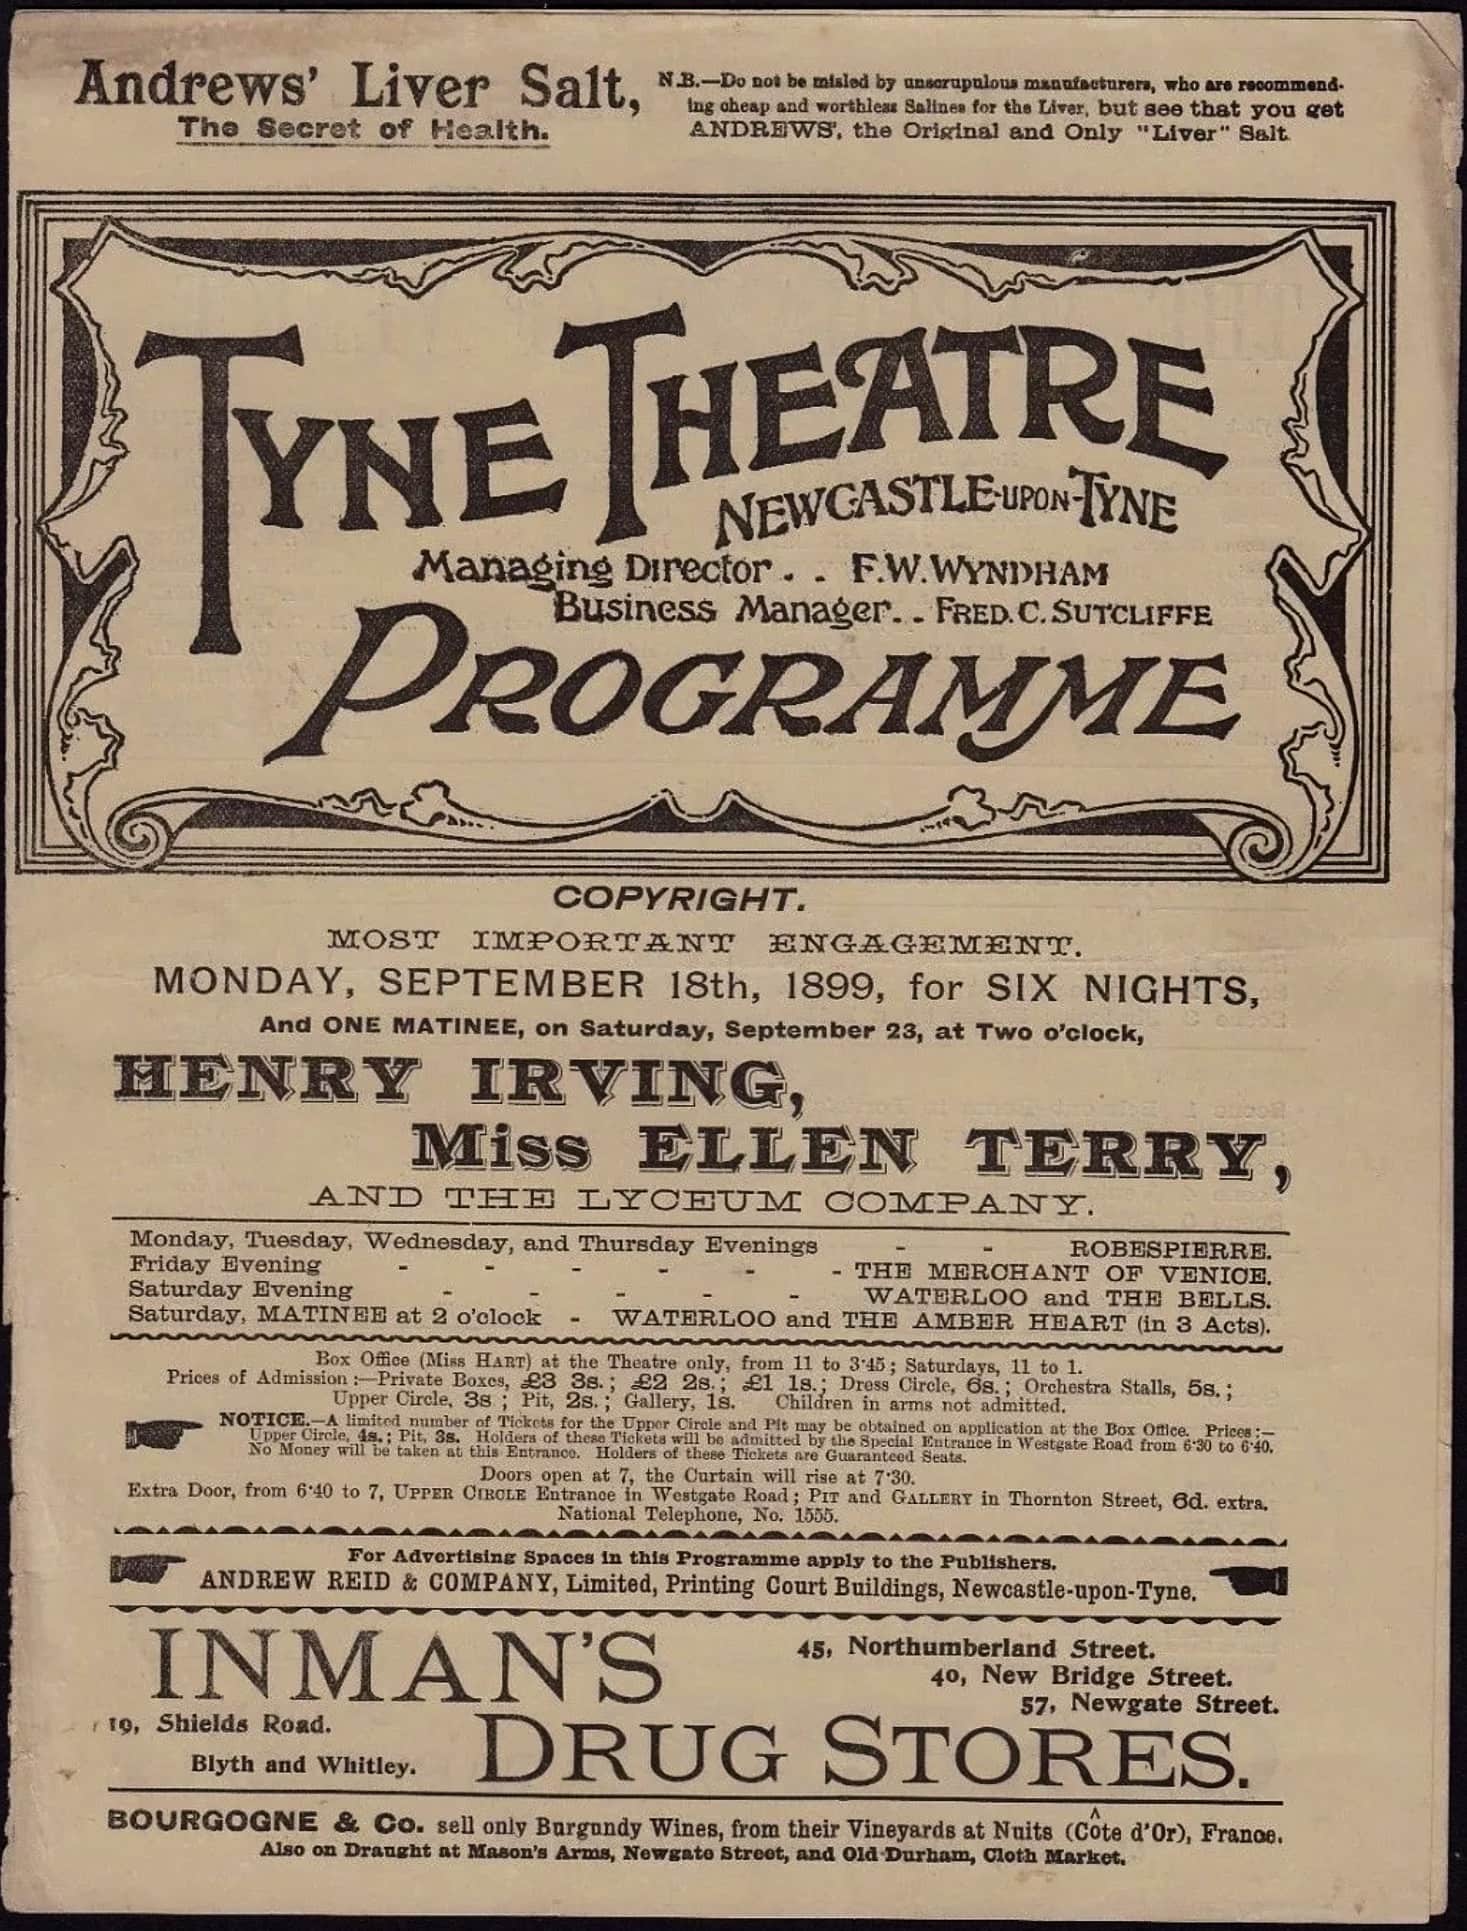 Andrews' Liver Salt,
The Secret of Health.
N.B.—Do not be misled by unscrupulous manufacturers, who are recommend-
ing cheap and worthless Salines for the Liver, but see that you get
ANDREWS', the Original and Only "Liver" Salt
TYNE THEATRE
NEWCASTLE-UPON-TYNE
Managing Director . . F.W. WYNDHAM
Business Manager. . FRED. C. SUTCLIFFE
PROGRAMME
COPYRIGHT.
MOST IMPORTANT ENGAGEMENT.
MONDAY, SEPTEMBER 18th, 1899, for SIX NIGHTS,
And ONE MATINEE, on Saturday, September 23, at Two o'clock,
HENRY IRVING,
Miss ELLEN TERRY,
AND THE LYCEUM COMPANY.
Monday, Tuesday, Wednesday, and Thursday Evenings - - ROBESPIERRE.
Friday Evening - - - - - - THE MERCHANT OF VENICE.
Saturday Evening - - - - - WATERLOO and THE BELLS.
Saturday, MATINEE at 2 o'clock - WATERLOO and THE AMBER HEART (in 3 Acts).
Box Office (Miss HART) at the Theatre only, from 11 to 3·45; Saturdays, 11 to 1.
Prices of Admission:—Private Boxes, £3 3s.; £2 2s.; £1 1s.; Dress Circle, 6s.; Orchestra Stalls, 5s.;
Upper Circle, 3s; Pit, 2s.; Gallery, 1s. Children in arms not admitted.
NOTICE.—A limited number of Tickets for the Upper Circle and Pit may be obtained on application at the Box Office. Prices:—
Upper Circle, 4s.; Pit, 3s. Holders of these Tickets will be admitted by the Special Entrance in Westgate Road from 6·30 to 6·40.
No Money will be taken at this Entrance. Holders of these Tickets are Guaranteed Seats.
Doors open at 7, the Curtain will rise at 7·30.
Extra Door, from 6·40 to 7, UPPER CIRCLE Entrance in Westgate Road; PIT and GALLERY in Thornton Street, 6d. extra.
National Telephone, No. 1555.
For Advertising Spaces in this Programme apply to the Publishers.
ANDREW REID & COMPANY, Limited, Printing Court Buildings, Newcastle-upon-Tyne.
INMAN'S
45, Northumberland Street.
40, New Bridge Street.
57, Newgate Street.
19, Shields Road.
Blyth and Whitley.
DRUG STORES.
BOURGOGNE & Co. sell only Burgundy Wines, from their Vineyards at Nuits (Côte d'Or), France.
Also on Draught at Mason's Arms, Newgate Street, and Old Durham, Cloth Market.